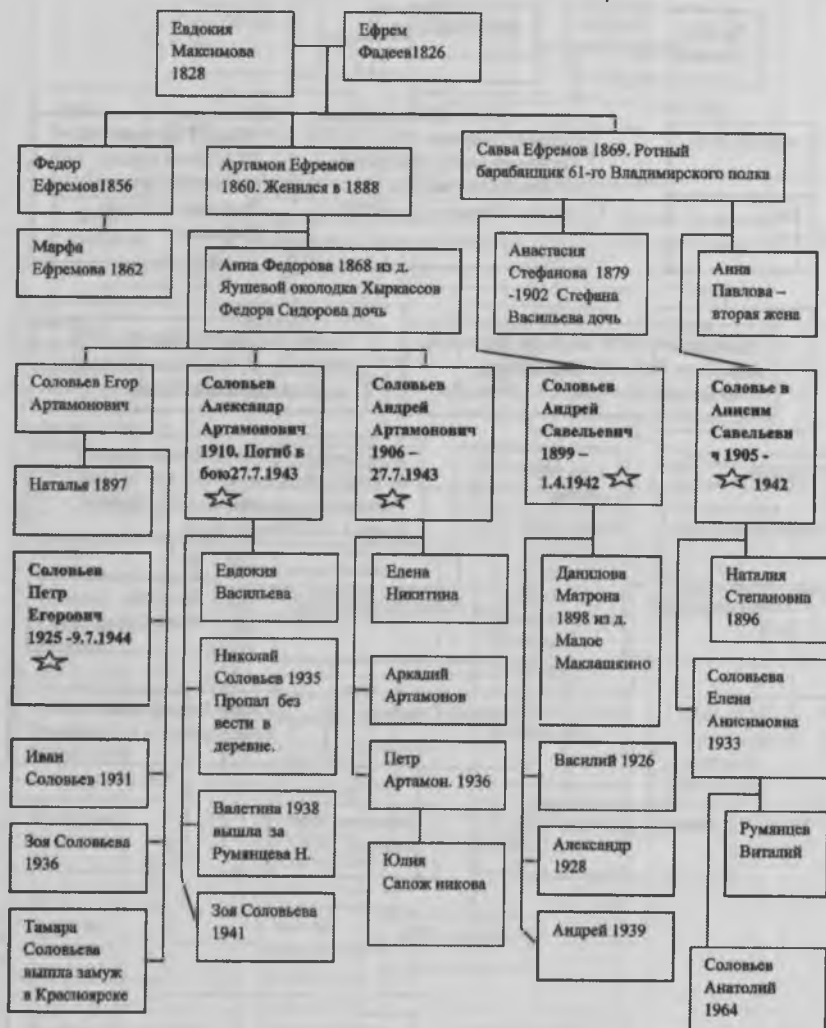 Евдокия
Максимова
1828
Ефрем
Фадеев1826
Федор
Ефремов1856
Артамон Ефремов
1860. Женился в 1888
Савва Ефремов 1869. Ротный
барабанщик 61-го Владимирского полка
Марфа
Ефремова 1862
Анна Федорова 1868 из д.
Яушевой околодка Хыркассов
Федора Сидорова дочь
Анастасия
Стефанова 1879
-1902 Стефана
Васильева дочь
Анна
Павлова –
вторая жена
Соловьев Егор
Артамонович
Соловьев
Александр
Артамонович
1910. Погиб в
бою27.7.1943
Соловьев
Андрей
Артамонович
1906 –
27.7.1943
Соловьев
Андрей
Савельевич
1899 –
1.4.1942
Соловье в
Анисим
Савельеви
ч 1905 -
1942
Наталья 1897
Соловьев
Петр
Егорович
1925 -9.7.1944
Евдокия
Васильева
Елена
Никитина
Данилова
Матрона
1898 из д.
Малое
Маклашкино
Наталия
Степановна
1896
Николай
Соловьев 1935
Пропал без
вести в
деревне.
Аркадий
Артамонов
Соловьева
Елена
Анисимовна
1933
Иван
Соловьев 1931
Петр
Артамон. 1936
Василий 1926
Зоя Соловьева
1936
Валетина 1938
вышла за
Румянцева Н.
Юлия
Сапож никова
Александр
1928
Румянцев
Виталий
Тамара
Соловьева
вышла замуж
в Красноярске
Зоя Соловьева
1941
Андрей 1939
Соловьев
Анатолий
1964